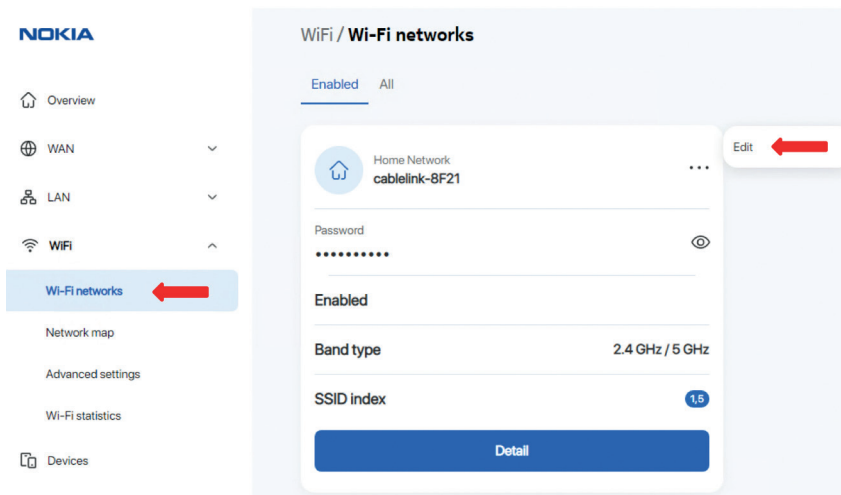 NOKIA
Overview
WAN
LAN
WiFi
Wi-Fi networks
Network map
Advanced settings
Wi-Fi statistics
Devices
WiFi / Wi-Fi networks
Enabled All
Home Network
cablelink-8F21
...
Edit
Password
••••••••••
Enabled
Band type 2.4 GHz / 5 GHz
SSID index 1,5
Detail